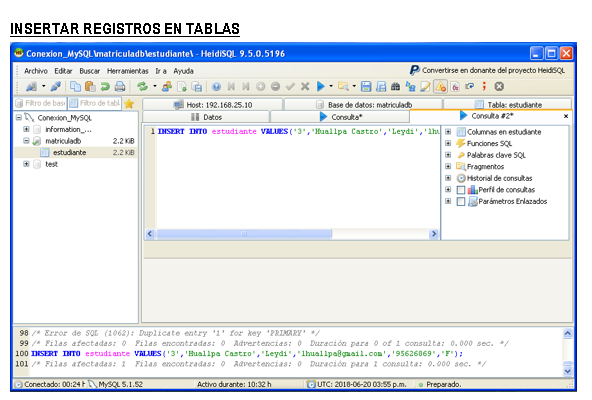 INSERTAR REGISTROS EN TABLAS
Conexion_MySQL\matriculadb\estudiante\ - HeidiSQL 9.5.0.5196
Archivo Editar Buscar Herramientas Ir a Ayuda
Convertirse en donante del proyecto HeidiSQL
Filtro de bas Filtro de tabl
Host: 192.168.25.10 Base de datos: matriculadb Tabla: estudiante
Datos Consulta* Consulta #2*
Conexion_MySQL
information_...
matriculadb 2.2 KiB
estudiante 2.2 KiB
test
1 INSERT INTO estudiante VALUES('3','Huallpa Castro','Leydi','lhu
Columnas en estudiante
Funciones SQL
Palabras clave SQL
Fragmentos
Historial de consultas
Perfil de consultas
Parámetros Enlazados
98 /* Error de SQL (1062): Duplicate entry '1' for key 'PRIMARY' */
99 /* Filas afectadas: 0 Filas encontradas: 0 Advertencias: 0 Duración para 0 of 1 consulta: 0.000 sec. */
100 INSERT INTO estudiante VALUES('3','Huallpa Castro','Leydi','lhuallpa@gmail.com','95626869','F');
101 /* Filas afectadas: 1 Filas encontradas: 0 Advertencias: 0 Duración para 1 consulta: 0.000 sec. */
Conectado: 00:24 h MySQL 5.1.52 Activo durante: 10:32 h UTC: 2018-06-20 03:55 p.m. Preparado.